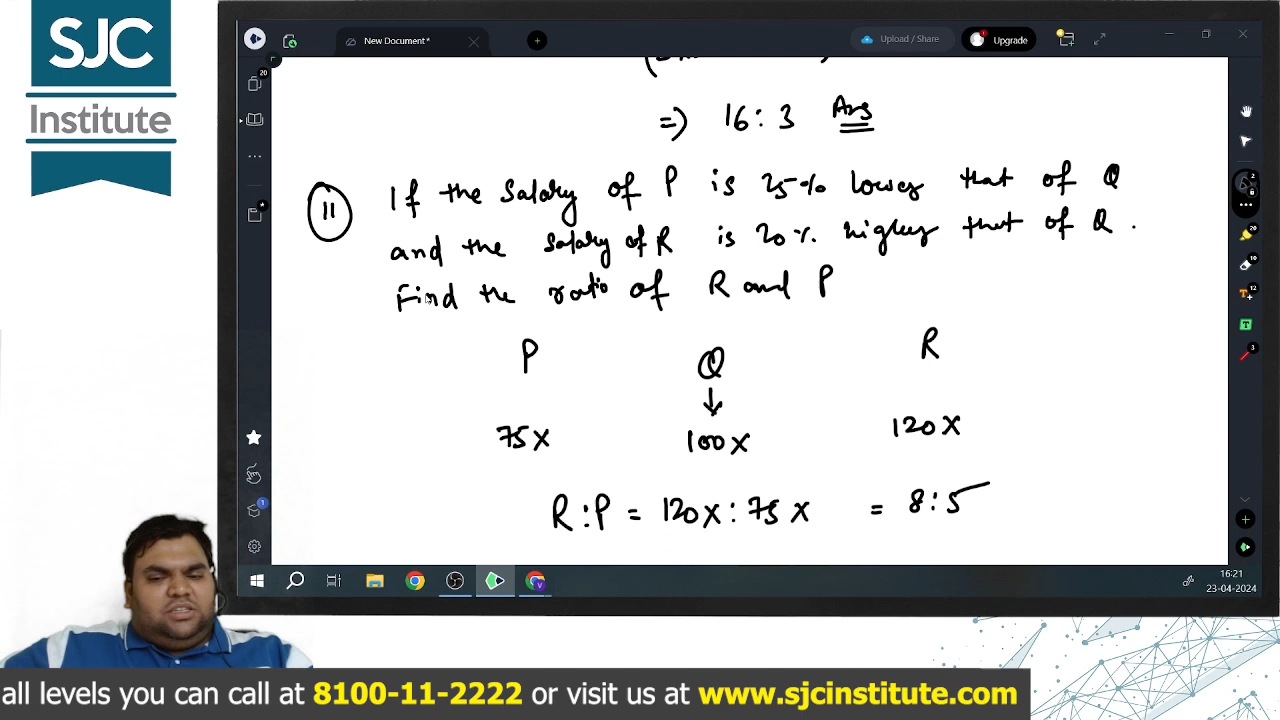 SJC
Institute
New Document*
Upload / Share
Upgrade
=) 16:3 Ans
11 If the salary of P is 25% lower that of Q
and the salary of R is 20% higher that of Q.
Find the ratio of R and P
P Q R
75x 100x 120x
R:P = 120x:75x = 8:5
16:21
23-04-2024
all levels you can call at 8100-11-2222 or visit us at www.sjcinstitute.com